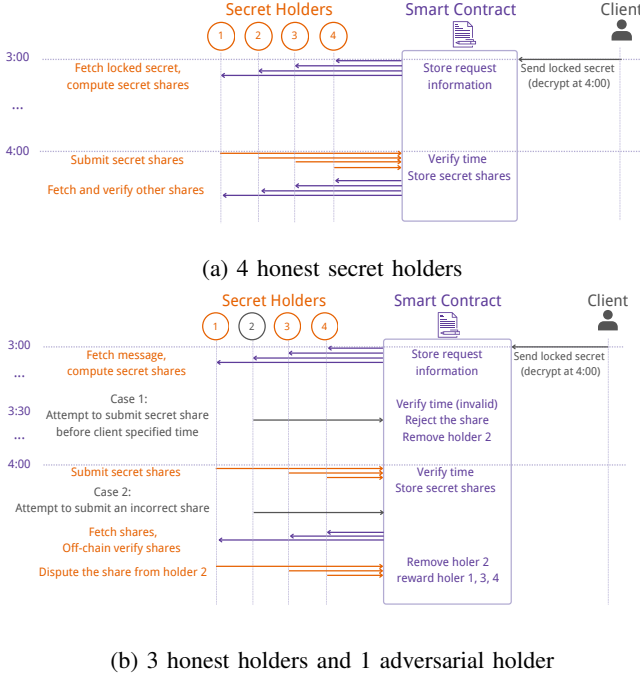 Secret Holders
Smart Contract
Client
1 2 3 4
3:00
Fetch locked secret,
compute secret shares
Store request
information
Send locked secret
(decrypt at 4:00)
...
4:00
Submit secret shares
Verify time
Store secret shares
Fetch and verify other shares
(a) 4 honest secret holders
Secret Holders
Smart Contract
Client
1 2 3 4
3:00
Fetch message,
compute secret shares
Store request
information
Send locked secret
(decrypt at 4:00)
...
Case 1:
Attempt to submit secret share
before client specified time
3:30
Verify time (invalid)
Reject the share
Remove holder 2
...
4:00
Submit secret shares
Verify time
Store secret shares
Case 2:
Attempt to submit an incorrect share
Fetch shares,
Off-chain verify shares
Dispute the share from holder 2
Remove holer 2
reward holer 1, 3, 4
(b) 3 honest holders and 1 adversarial holder